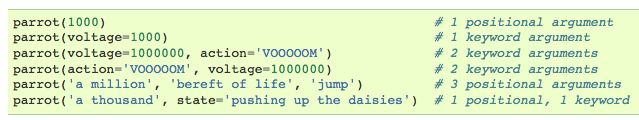 parrot(1000)                                          # 1 positional argument
parrot(voltage=1000)                                  # 1 keyword argument
parrot(voltage=1000000, action='VOOOOOM')             # 2 keyword arguments
parrot(action='VOOOOOM', voltage=1000000)             # 2 keyword arguments
parrot('a million', 'bereft of life', 'jump')         # 3 positional arguments
parrot('a thousand', state='pushing up the daisies')  # 1 positional, 1 keyword